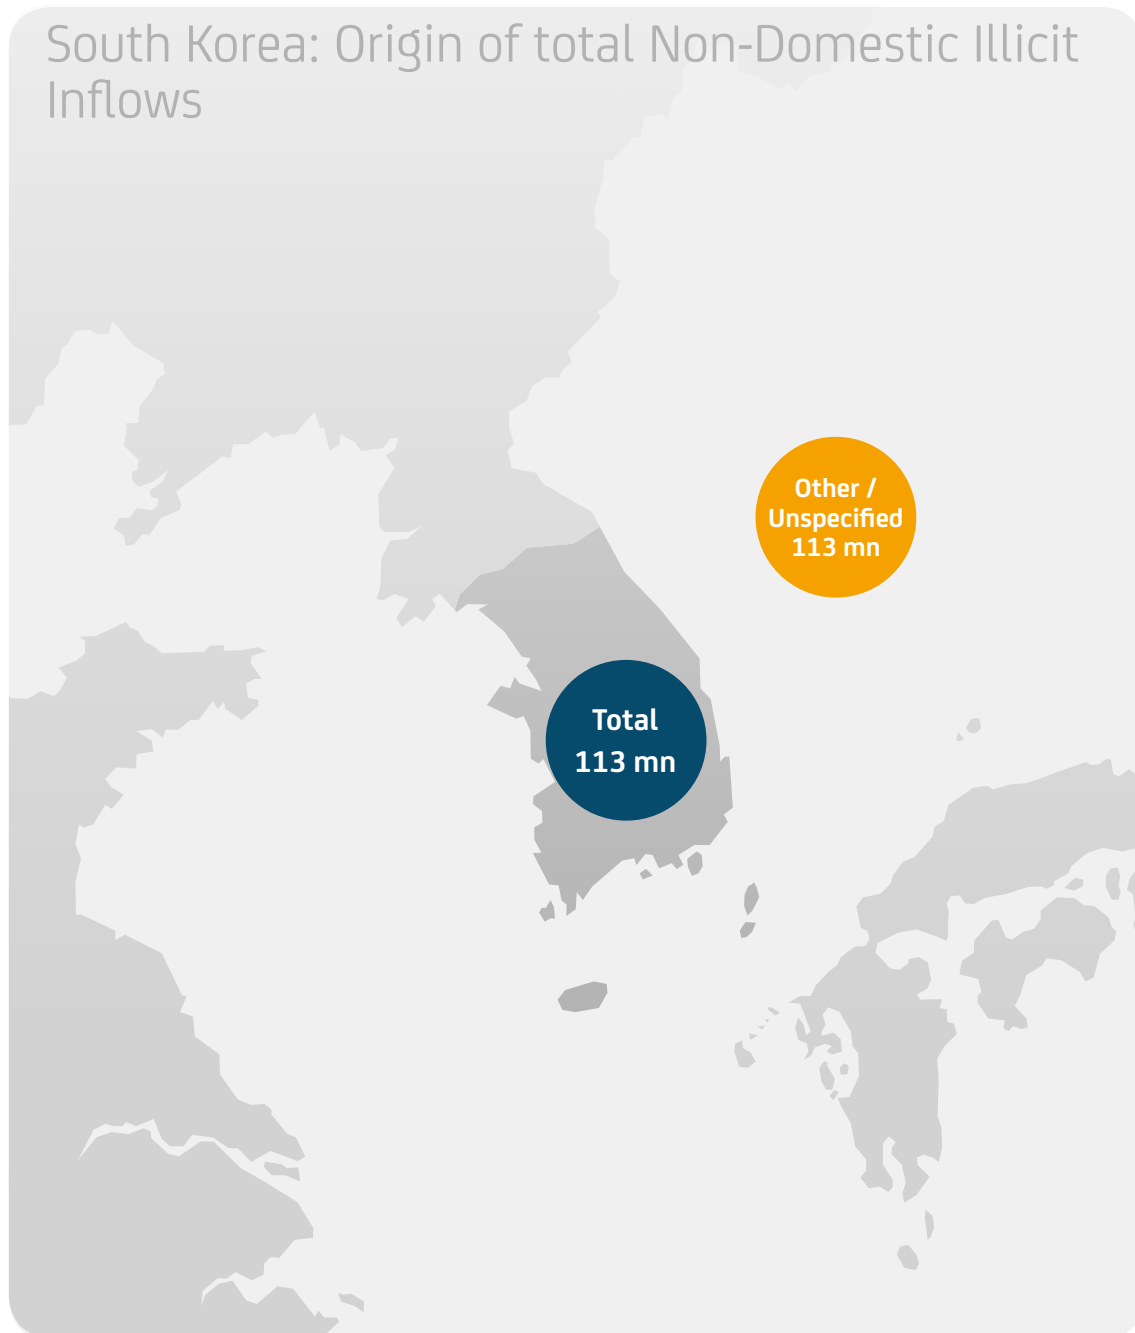 South Korea: Origin of total Non-Domestic Illicit
Inflows
Other /
Unspecified
113 mn
Total
113 mn